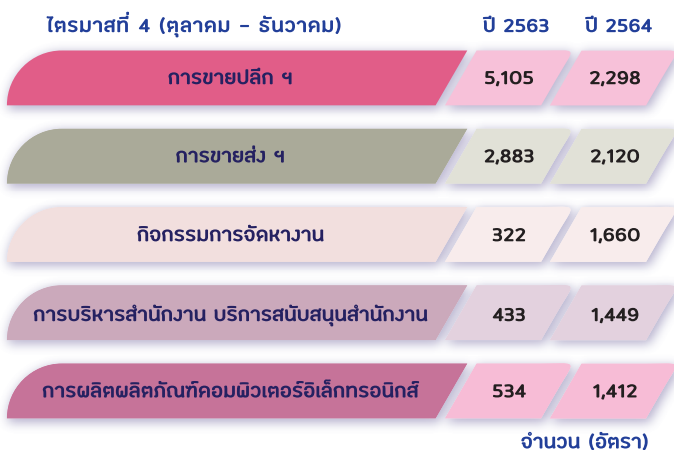 ไตรมาสที่ 4 (ตุลาคม - ธันวาคม) ปี 2563 ปี 2564
การขายปลีก ฯ 5,105 2,298
การขายส่ง ฯ 2,883 2,120
กิจกรรมการจัดหางาน 322 1,660
การบริหารสำนักงาน บริการสนับสนุนสำนักงาน 433 1,449
การผลิตผลิตภัณฑ์คอมพิวเตอร์อิเล็กทรอนิกส์ 534 1,412
จำนวน (อัตรา)